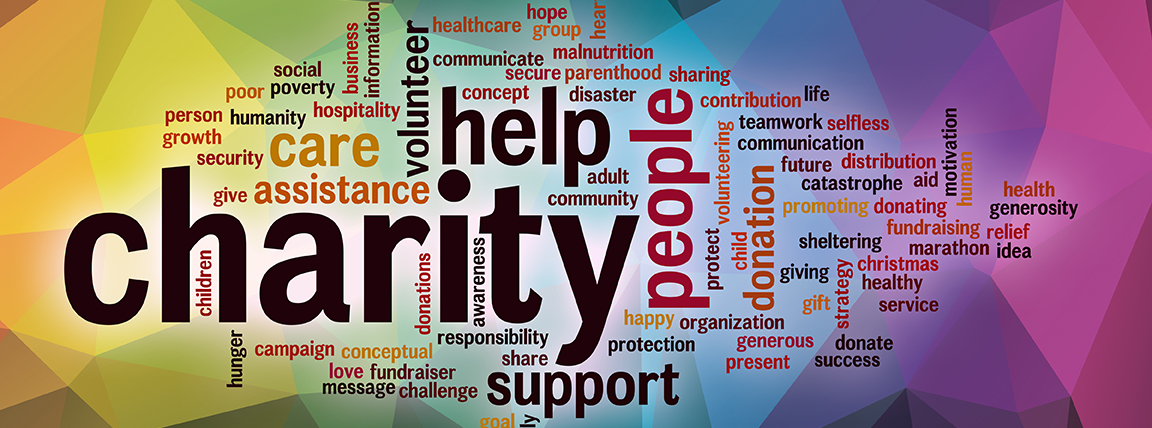 hope
healthcare
group
business
information
volunteer
communicate
malnutrition
social
secure
parenthood
sharing
poor
poverty
concept
disaster
contribution
life
person
humanity
hospitality
help
people
teamwork
selfless
growth
care
volunteering
communication
motivation
security
adult
future
distribution
human
give
assistance
community
catastrophe
aid
health
charity
donation
promoting
donating
generosity
children
donations
awareness
protect
child
fundraising
relief
sheltering
marathon
idea
giving
strategy
christmas
healthy
gift
service
happy
organization
hunger
campaign
conceptual
responsibility
protection
generous
donate
share
present
success
love
fundraiser
message
challenge
support
goal